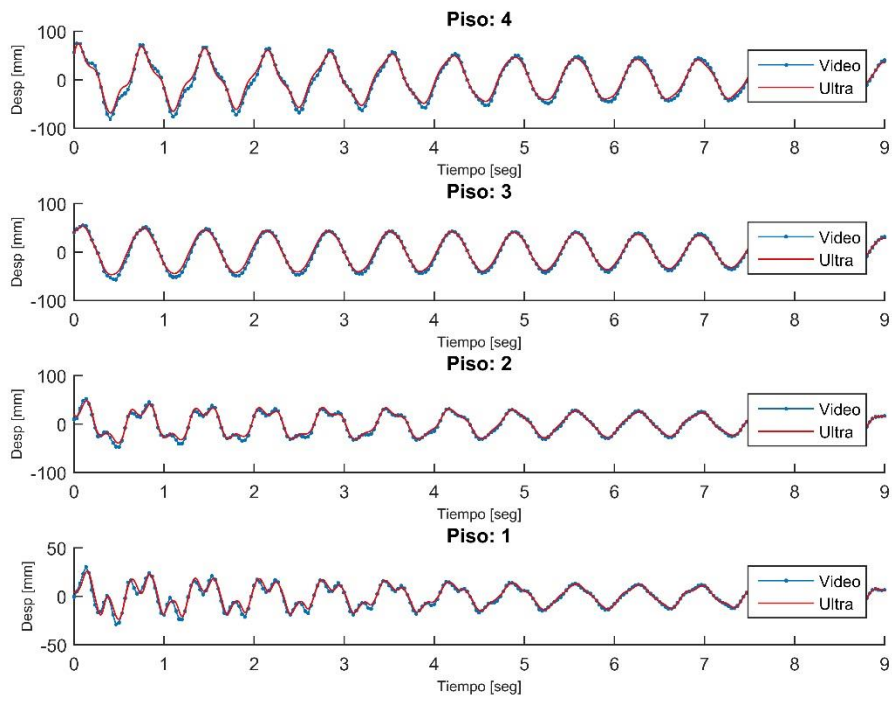 Piso: 4
100
0
-100
Desp [mm]
Video
Ultra
0 1 2 3 4 5 6 7 8 9
Tiempo [seg]
Piso: 3
100
0
-100
Desp [mm]
Video
Ultra
0 1 2 3 4 5 6 7 8 9
Tiempo [seg]
Piso: 2
100
0
-100
Desp [mm]
Video
Ultra
0 1 2 3 4 5 6 7 8 9
Tiempo [seg]
Piso: 1
50
0
-50
Desp [mm]
Video
Ultra
0 1 2 3 4 5 6 7 8 9
Tiempo [seg]